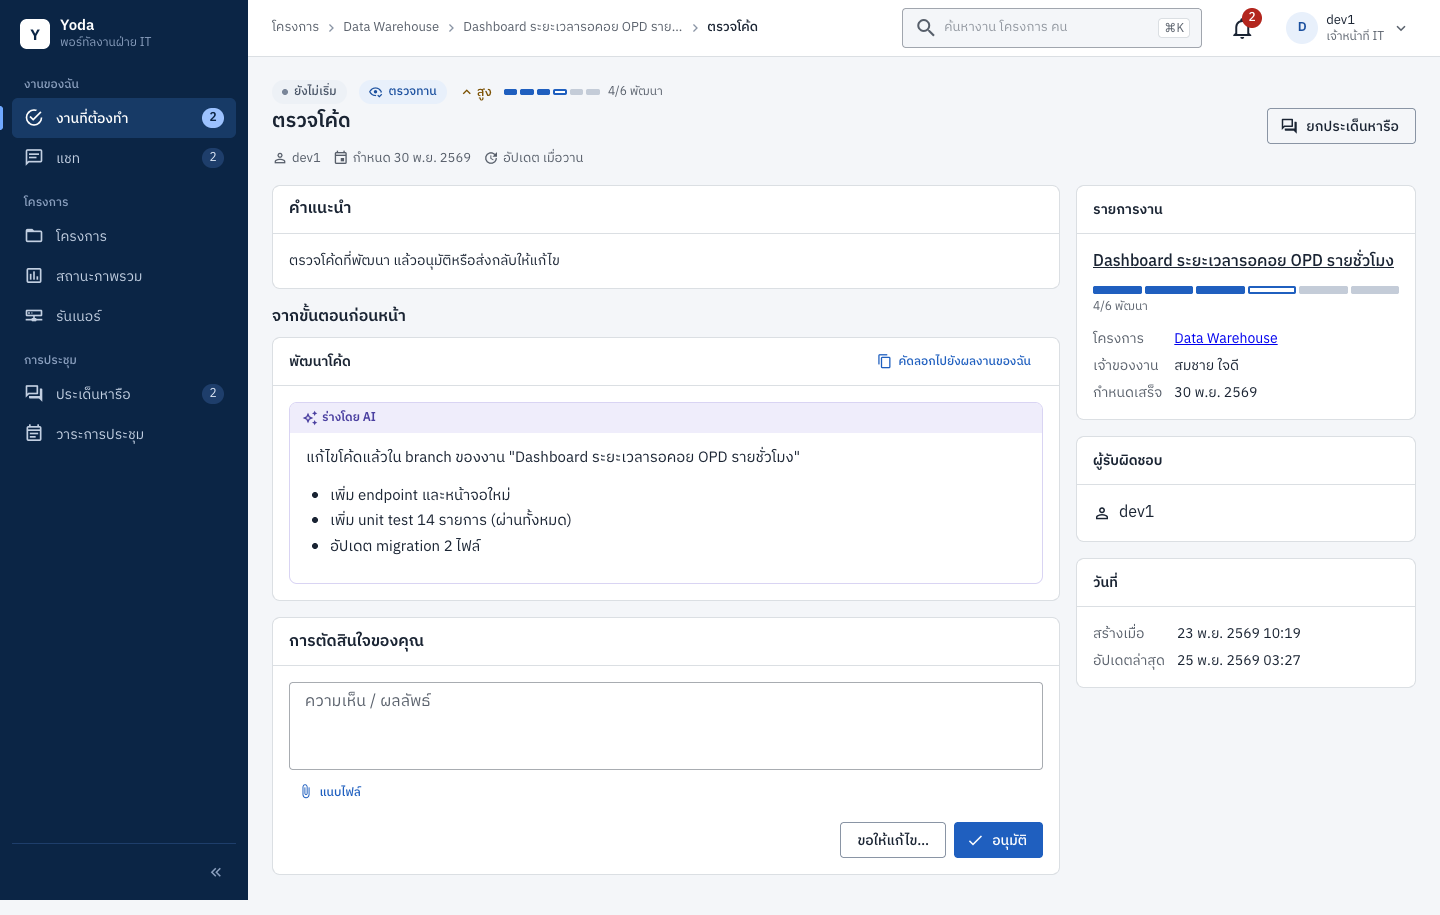 Yoda
พอร์ทัลงานฝ่าย IT
งานของฉัน
งานที่ต้องทำ 2
แชท 2
โครงการ
โครงการ
สถานะภาพรวม
รันเนอร์
การประชุม
ประเด็นหารือ 2
วาระการประชุม
โครงการ > Data Warehouse > Dashboard ระยะเวลารอคอย OPD ราย... > ตรวจโค้ด
ค้นหางาน โครงการ คน ⌘K
2
D
dev1
เจ้าหน้าที่ IT
ยังไม่เริ่ม ตรวจทาน สูง 4/6 พัฒนา
ตรวจโค้ด
ยกประเด็นหารือ
dev1 กำหนด 30 พ.ย. 2569 อัปเดต เมื่อวาน
คำแนะนำ
ตรวจโค้ดที่พัฒนา แล้วอนุมัติหรือส่งกลับให้แก้ไข
จากขั้นตอนก่อนหน้า
พัฒนาโค้ด
คัดลอกไปยังผลงานของฉัน
ร่างโดย AI
แก้ไขโค้ดแล้วใน branch ของงาน "Dashboard ระยะเวลารอคอย OPD รายชั่วโมง"
• เพิ่ม endpoint และหน้าจอใหม่
• เพิ่ม unit test 14 รายการ (ผ่านทั้งหมด)
• อัปเดต migration 2 ไฟล์
การตัดสินใจของคุณ
ความเห็น / ผลลัพธ์
แนบไฟล์
ขอให้แก้ไข...
อนุมัติ
รายการงาน
Dashboard ระยะเวลารอคอย OPD รายชั่วโมง
4/6 พัฒนา
โครงการ Data Warehouse
เจ้าของงาน สมชาย ใจดี
กำหนดเสร็จ 30 พ.ย. 2569
ผู้รับผิดชอบ
dev1
วันที่
สร้างเมื่อ 23 พ.ย. 2569 10:19
อัปเดตล่าสุด 25 พ.ย. 2569 03:27